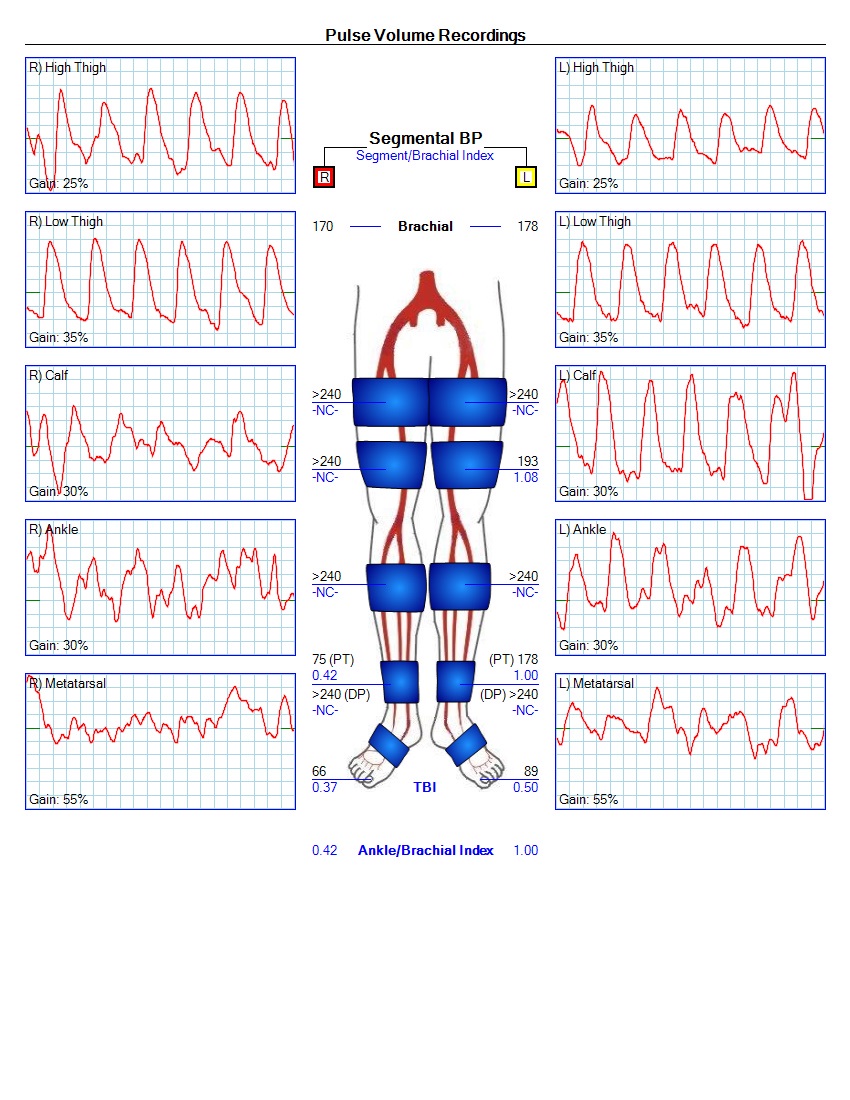 Pulse Volume Recordings
R) High Thigh
Gain: 25%
R) Low Thigh
Gain: 35%
R) Calf
Gain: 30%
R) Ankle
Gain: 30%
R) Metatarsal
Gain: 55%
Segmental BP
Segment/Brachial Index
R L
170 Brachial 178
>240 >240
-NC- -NC-
>240 193
-NC- 1.08
>240 >240
-NC- -NC-
75 (PT) (PT) 178
0.42 1.00
>240 (DP) (DP) >240
-NC- -NC-
66 89
0.37 TBI 0.50
0.42 Ankle/Brachial Index 1.00
L) High Thigh
Gain: 25%
L) Low Thigh
Gain: 35%
L) Calf
Gain: 30%
L) Ankle
Gain: 30%
L) Metatarsal
Gain: 55%